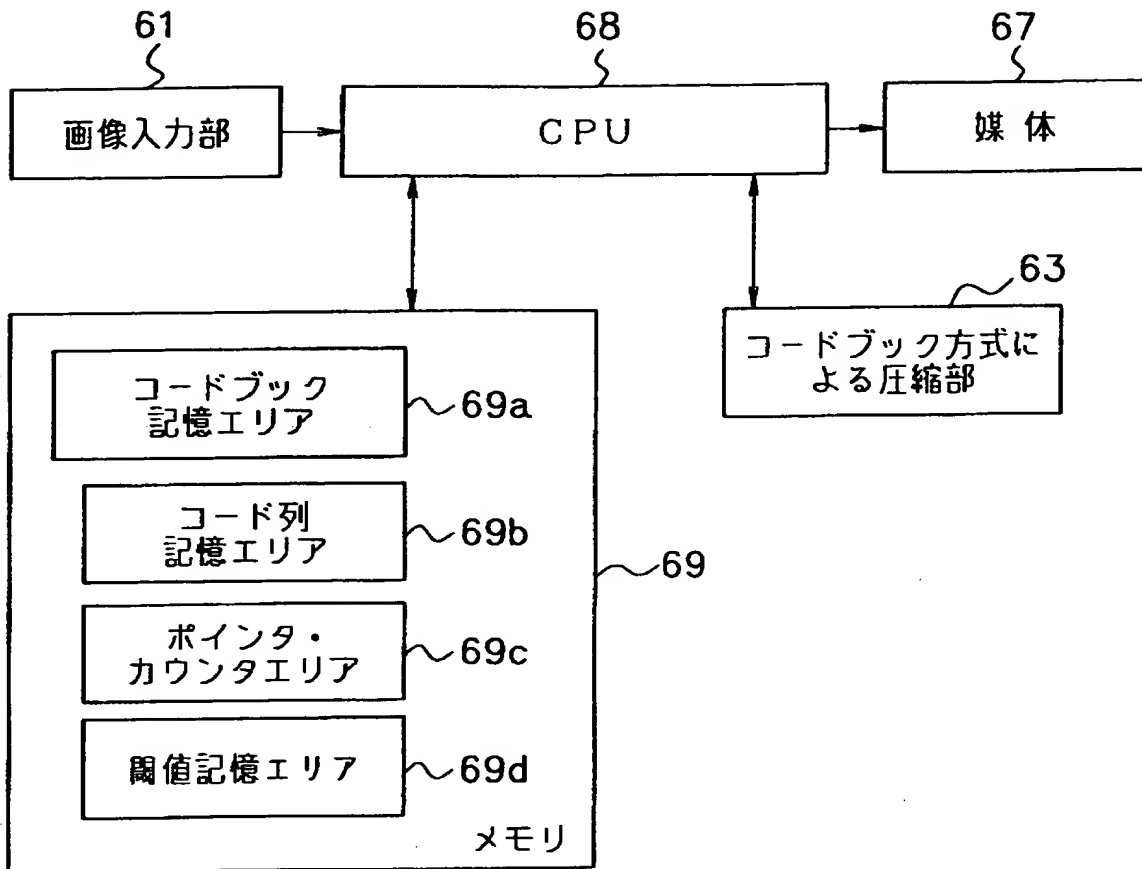 61
68
67
画像入力部
CPU
媒体
63
コードブック方式に
よる圧縮部
コードブック
記憶エリア
69a
コード列
記憶エリア
69b
69
ポインタ・
カウンタエリア
69c
閾値記憶エリア
69d
メモリ